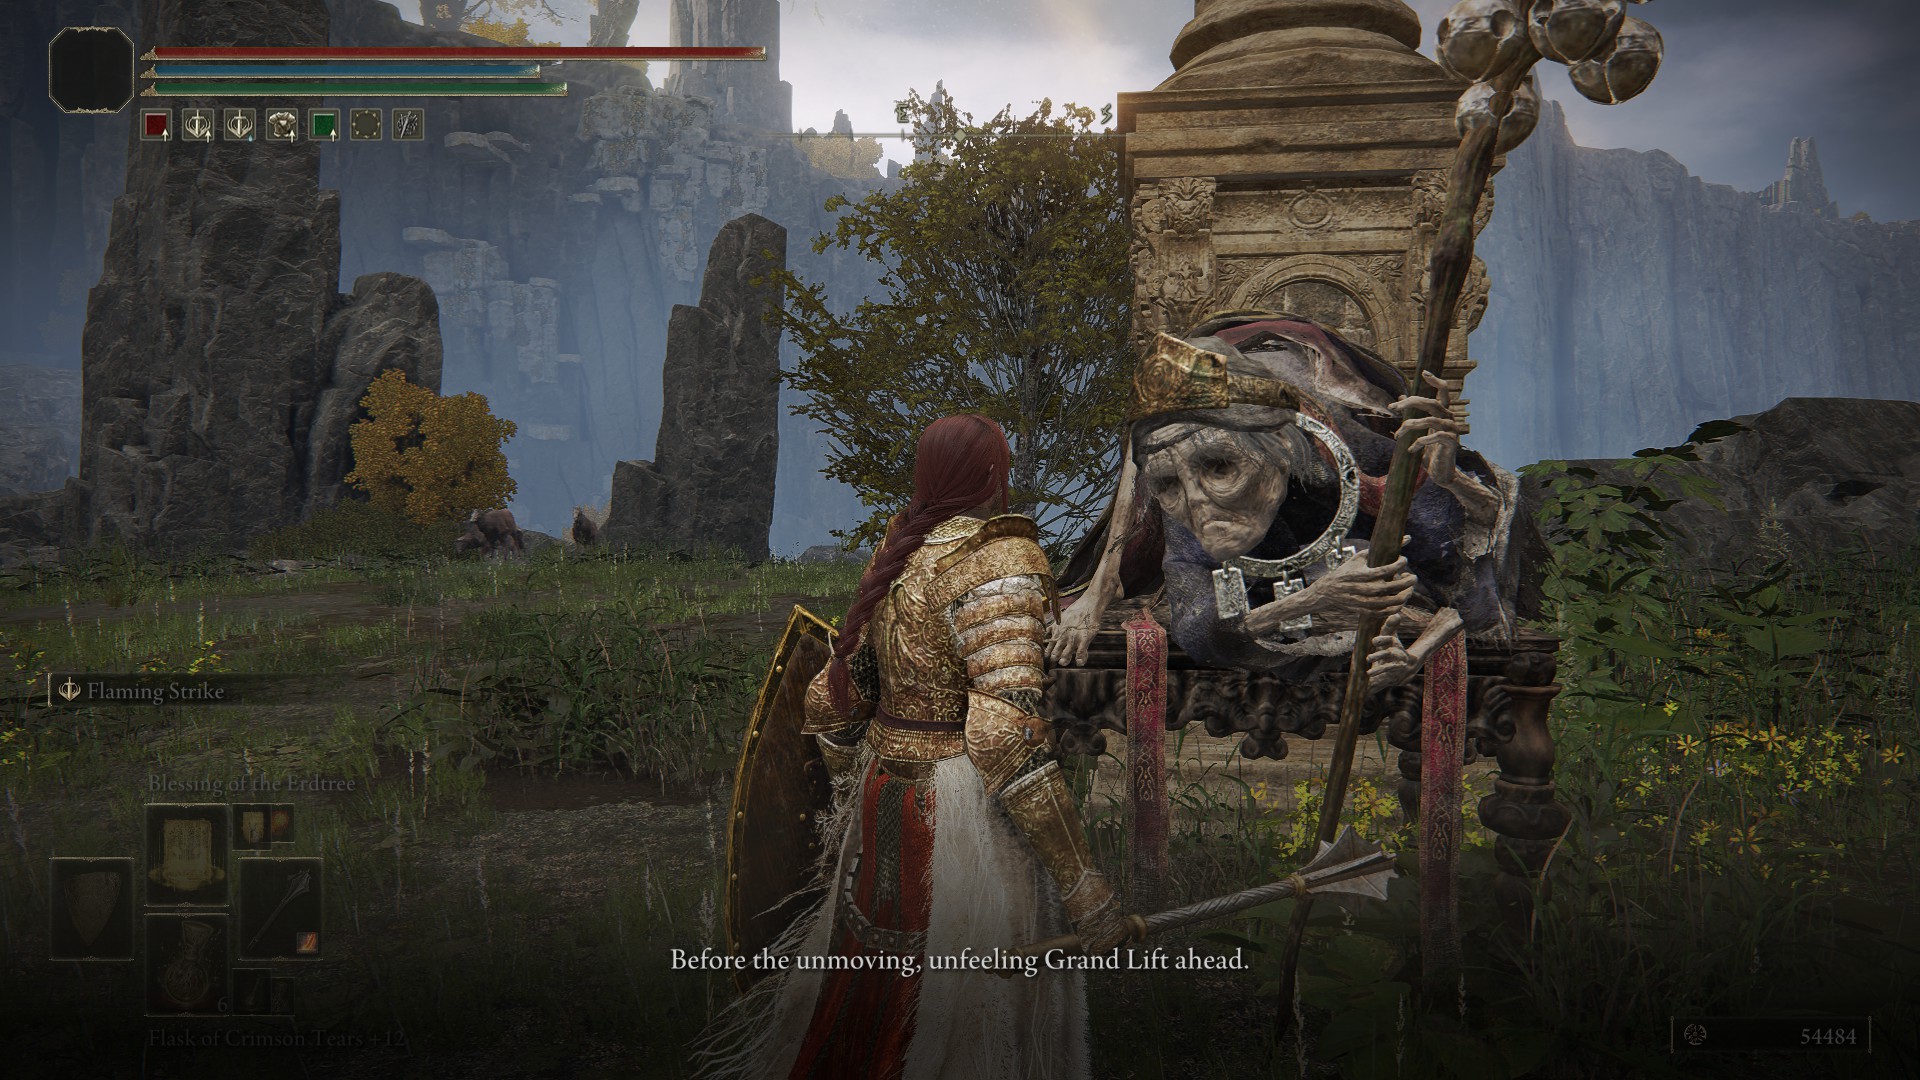 E
S
Flaming Strike
Blessing of the Erdtree
6
Flask of Crimson Tears +12
Before the unmoving, unfeeling Grand Lift ahead.
54484